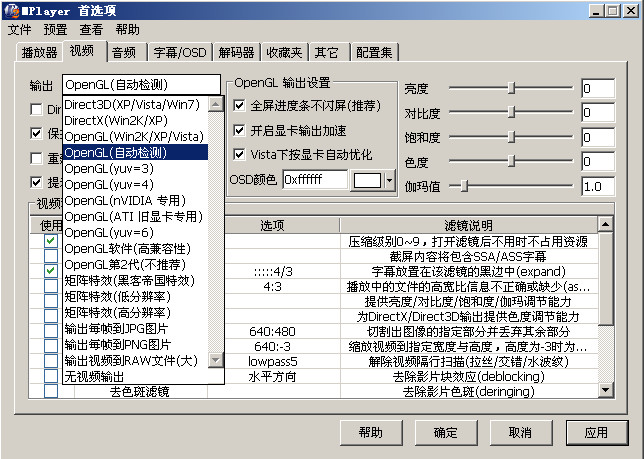 MPlayer 首选项
文件 预置 查看 帮助
播放器 视频 音频 字幕/OSD 解码器 收藏夹 其它 配置集
输出 OpenGL(自动检测)
Direct3D(XP/Vista/Win7)
DirectX(Win2K/XP)
OpenGL(Win2K/XP/Vista)
OpenGL(自动检测)
OpenGL(yuv=3)
OpenGL(yuv=4)
OpenGL(nVIDIA 专用)
OpenGL(ATI 旧显卡专用)
OpenGL(yuv=6)
OpenGL软件(高兼容性)
OpenGL第2代(不推荐)
矩阵特效(黑客帝国特效)
矩阵特效(低分辨率)
矩阵特效(高分辨率)
输出每帧到JPG图片
输出每帧到PNG图片
输出视频到RAW文件(大)
无视频输出
OpenGL 输出设置
全屏进度条不闪屏(推荐)
开启显卡输出加速
Vista下按显卡自动优化
OSD颜色 0xffffff
亮度 0
对比度 0
饱和度 0
色度 0
伽玛值 1.0
使用 选项 滤镜说明
压缩级别0~9，打开滤镜后不用时不占用资源
截屏内容将包含SSA/ASS字幕
:::::4/3 字幕放置在该滤镜的黑边中(expand)
4:3 播放中的文件的高宽比信息不正确或缺少(as...
提供亮度/对比度/饱和度/伽玛调节能力
为DirectX/Direct3D输出提供色度调节能力
640:480 切割出图像的指定部分并丢弃其余部分
640:-3 缩放视频到指定宽度与高度，高度为-3时为...
lowpass5 解除视频隔行扫描(拉丝/交错/水波纹)
水平方向 去除影片块效应(deblocking)
去色斑滤镜 去除影片色斑(deringing)
帮助 确定 取消 应用